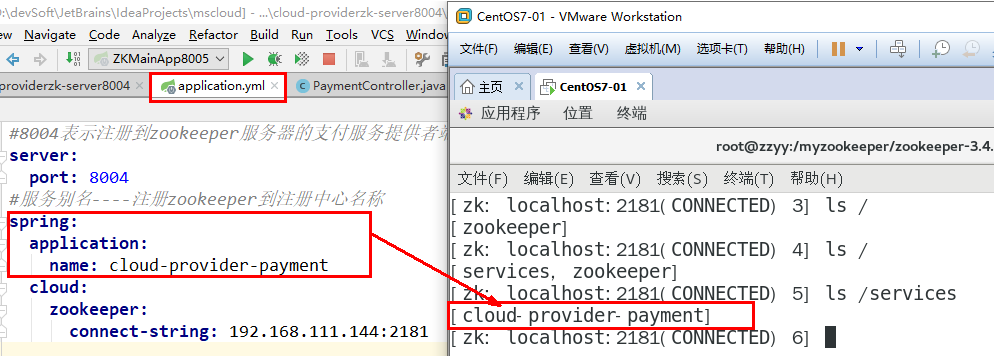 ):\devSoft\JetBrains\IdeaProjects\mscloud] - ...\cloud-providerzk-server8004\
Navigate Code Analyze Refactor Build Run Tools VCS Window
ZKMainApp8005
providerzk-server8004 application.yml PaymentController.java
#8004表示注册到zookeeper服务器的支付服务提供者
server:
port: 8004
#服务别名----注册zookeeper到注册中心名称
spring:
application:
name: cloud-provider-payment
cloud:
zookeeper:
connect-string: 192.168.111.144:2181
CentOS7-01 - VMware Workstation
文件(F) 编辑(E) 查看(V) 虚拟机(M) 选项卡(T) 帮助(H)
主页 CentOS7-01
应用程序 位置 终端
root@zzyy:/myzookeeper/zookeeper-3.4.
文件(F) 编辑(E) 查看(V) 搜索(S) 终端(T) 帮助(H)
[zk: localhost:2181(CONNECTED) 3] ls /
[zookeeper]
[zk: localhost:2181(CONNECTED) 4] ls /
[services, zookeeper]
[zk: localhost:2181(CONNECTED) 5] ls /services
[cloud-provider-payment]
[zk: localhost:2181(CONNECTED) 6]